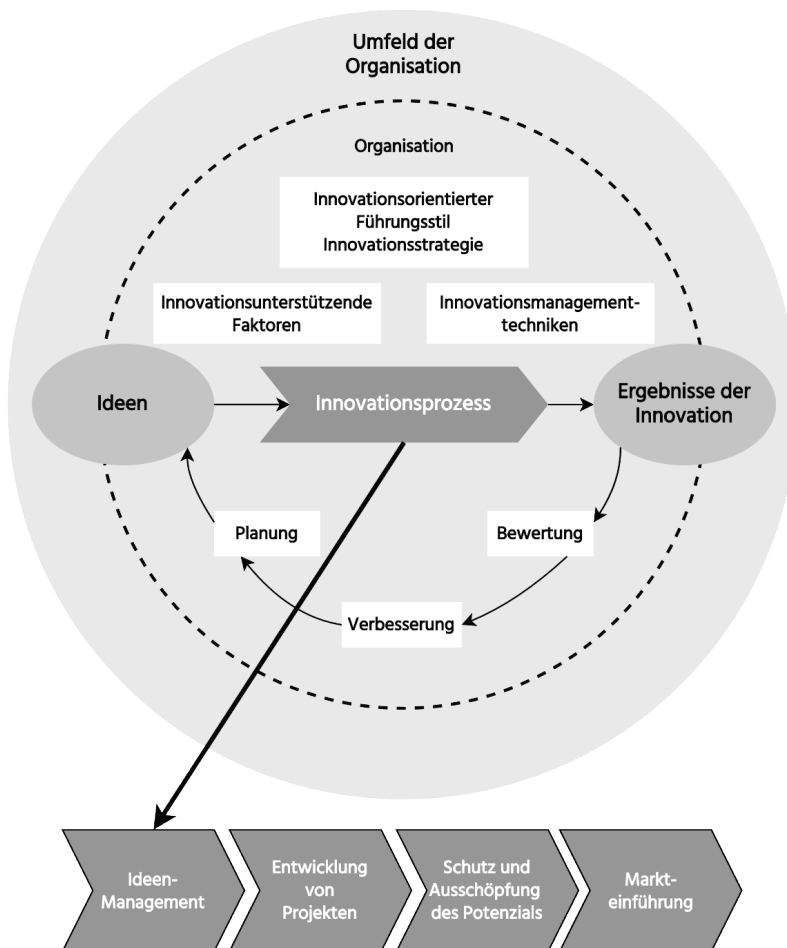 Umfeld der
Organisation
Organisation
Innovationsorientierter
Führungsstil
Innovationsstrategie
Innovationsunterstützende
Faktoren
Innovationsmanagement-
techniken
Ideen
Innovationsprozess
Ergebnisse der
Innovation
Planung
Bewertung
Verbesserung
Ideen-
Management
Entwicklung
von
Projekten
Schutz und
Ausschöpfung
des Potenzials
Markt-
einführung